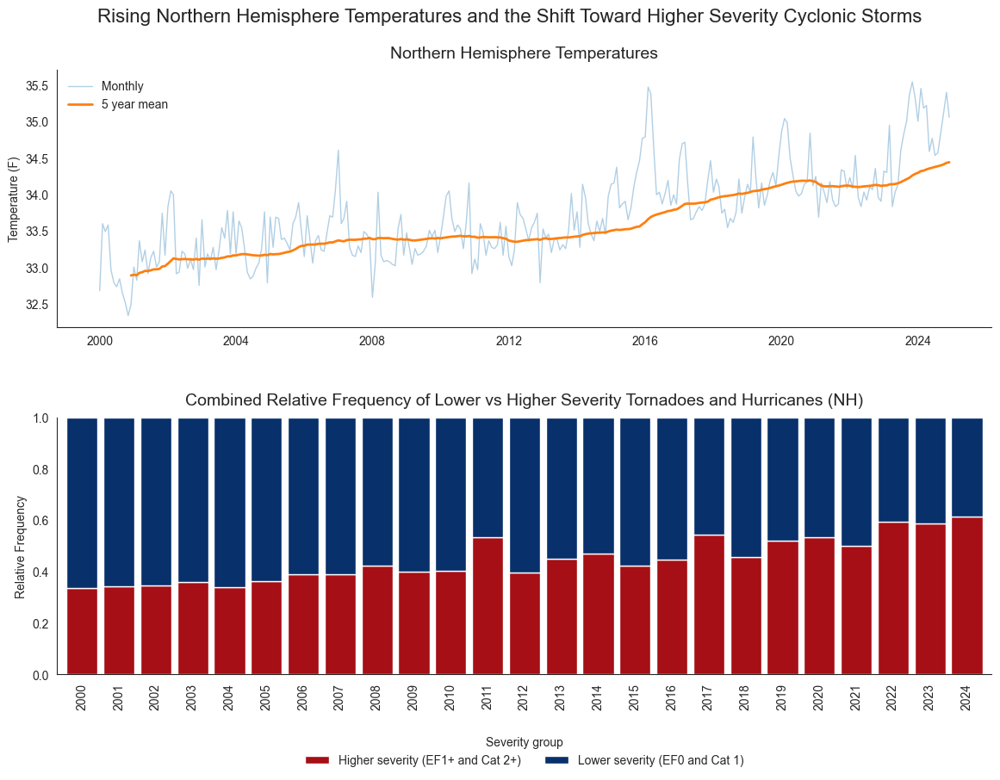 Rising Northern Hemisphere Temperatures and the Shift Toward Higher Severity Cyclonic Storms
Northern Hemisphere Temperatures
Monthly
5 year mean
Temperature (F)
35.5
35.0
34.5
34.0
33.5
33.0
32.5
2000 2004 2008 2012 2016 2020 2024
Combined Relative Frequency of Lower vs Higher Severity Tornadoes and Hurricanes (NH)
Relative Frequency
1.0
0.8
0.6
0.4
0.2
0.0
2000 2001 2002 2003 2004 2005 2006 2007 2008 2009 2010 2011 2012 2013 2014 2015 2016 2017 2018 2019 2020 2021 2022 2023 2024
Severity group
Higher severity (EF1+ and Cat 2+) Lower severity (EF0 and Cat 1)